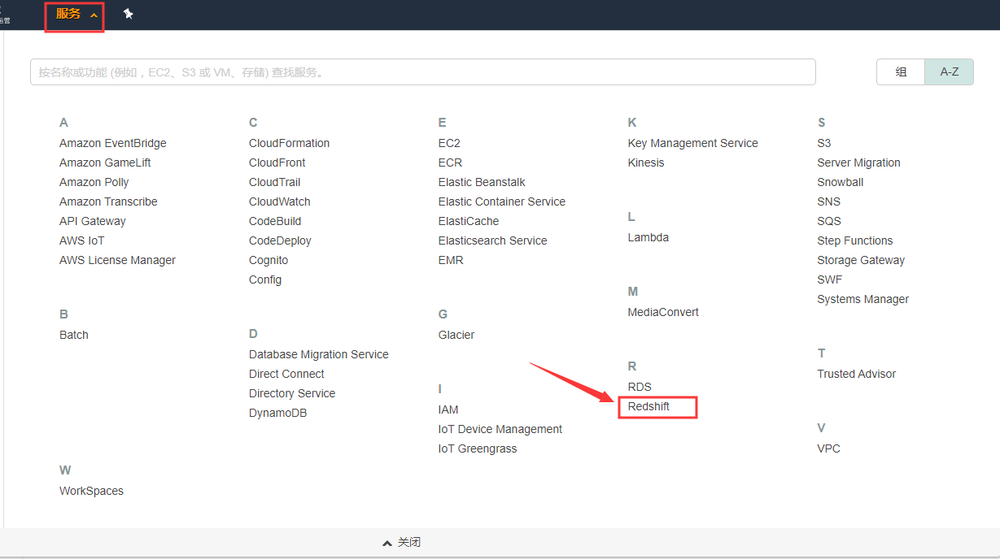 运营
服务
按名称或功能 (例如，EC2、S3 或 VM、存储) 查找服务。
组
A-Z
A
Amazon EventBridge
Amazon GameLift
Amazon Polly
Amazon Transcribe
API Gateway
AWS IoT
AWS License Manager
B
Batch
W
WorkSpaces
C
CloudFormation
CloudFront
CloudTrail
CloudWatch
CodeBuild
CodeDeploy
Cognito
Config
D
Database Migration Service
Direct Connect
Directory Service
DynamoDB
E
EC2
ECR
Elastic Beanstalk
Elastic Container Service
ElastiCache
Elasticsearch Service
EMR
G
Glacier
I
IAM
IoT Device Management
IoT Greengrass
K
Key Management Service
Kinesis
L
Lambda
M
MediaConvert
R
RDS
Redshift
S
S3
Server Migration
Snowball
SNS
SQS
Step Functions
Storage Gateway
SWF
Systems Manager
T
Trusted Advisor
V
VPC
关闭